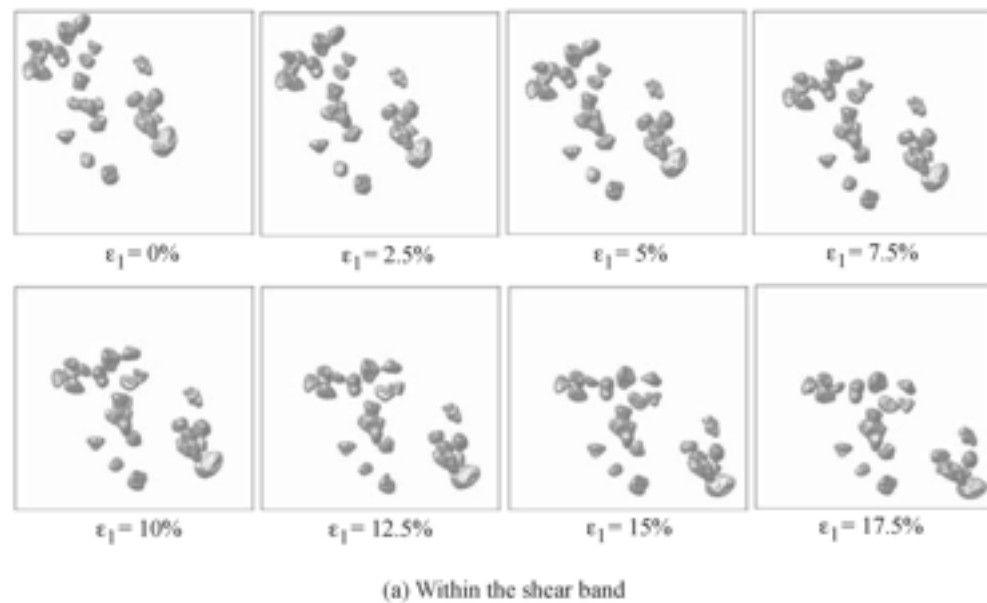 ε₁ = 0%
ε₁ = 2.5%
ε₁ = 5%
ε₁ = 7.5%
ε₁ = 10%
ε₁ = 12.5%
ε₁ = 15%
ε₁ = 17.5%
(a) Within the shear band